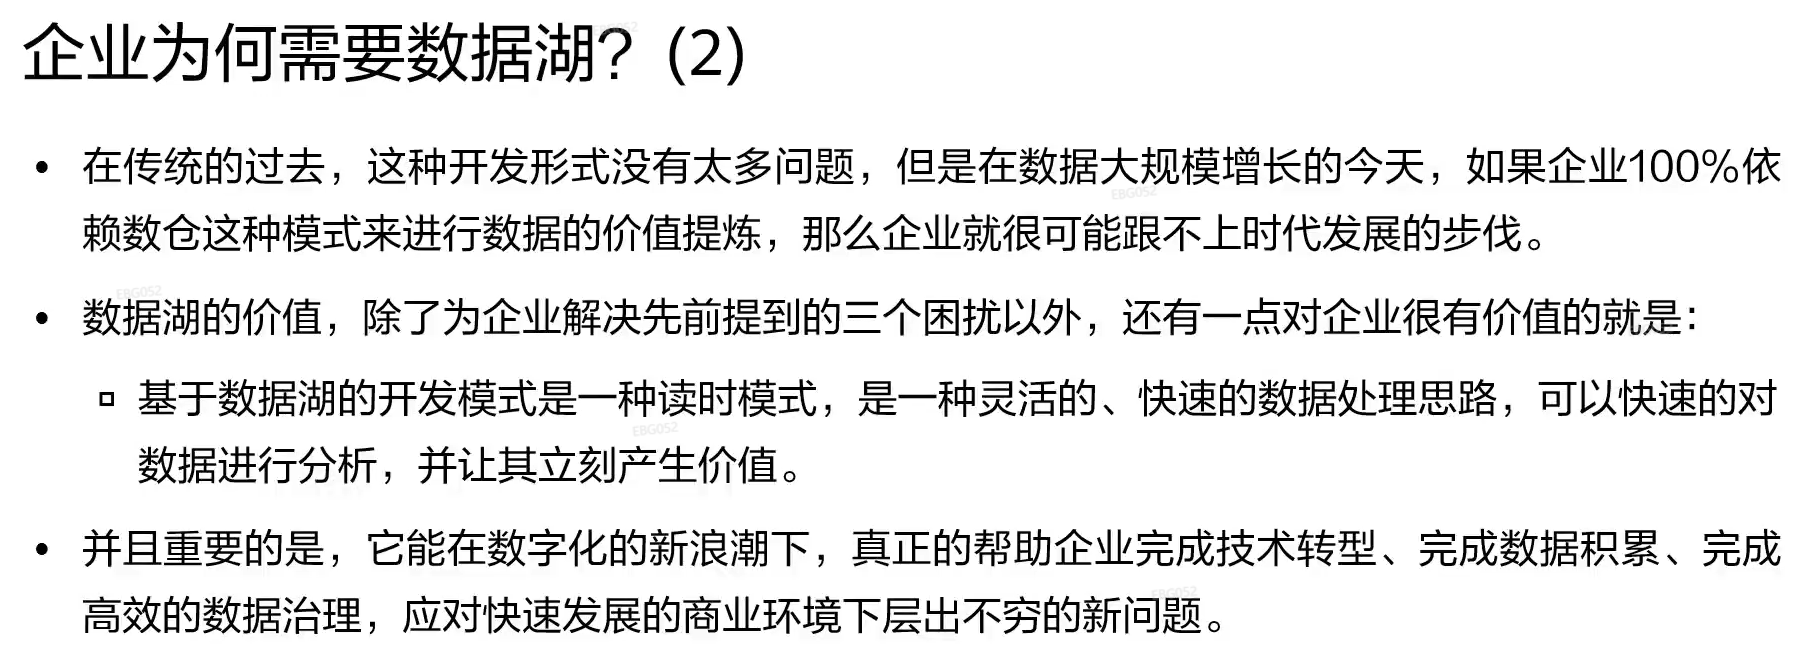 企业为何需要数据湖？(2)
• 在传统的过去，这种开发形式没有太多问题，但是在数据大规模增长的今天，如果企业100%依
赖数仓这种模式来进行数据的价值提炼，那么企业就很可能跟不上时代发展的步伐。
• 数据湖的价值，除了为企业解决先前提到的三个困扰以外，还有一点对企业很有价值的就是：
▫ 基于数据湖的开发模式是一种读时模式，是一种灵活的、快速的数据处理思路，可以快速的对
数据进行分析，并让其立刻产生价值。
• 并且重要的是，它能在数字化的新浪潮下，真正的帮助企业完成技术转型、完成数据积累、完成
高效的数据治理，应对快速发展的商业环境下层出不穷的新问题。
EBG052
EBG052
EBG052
EBG052
EBG052